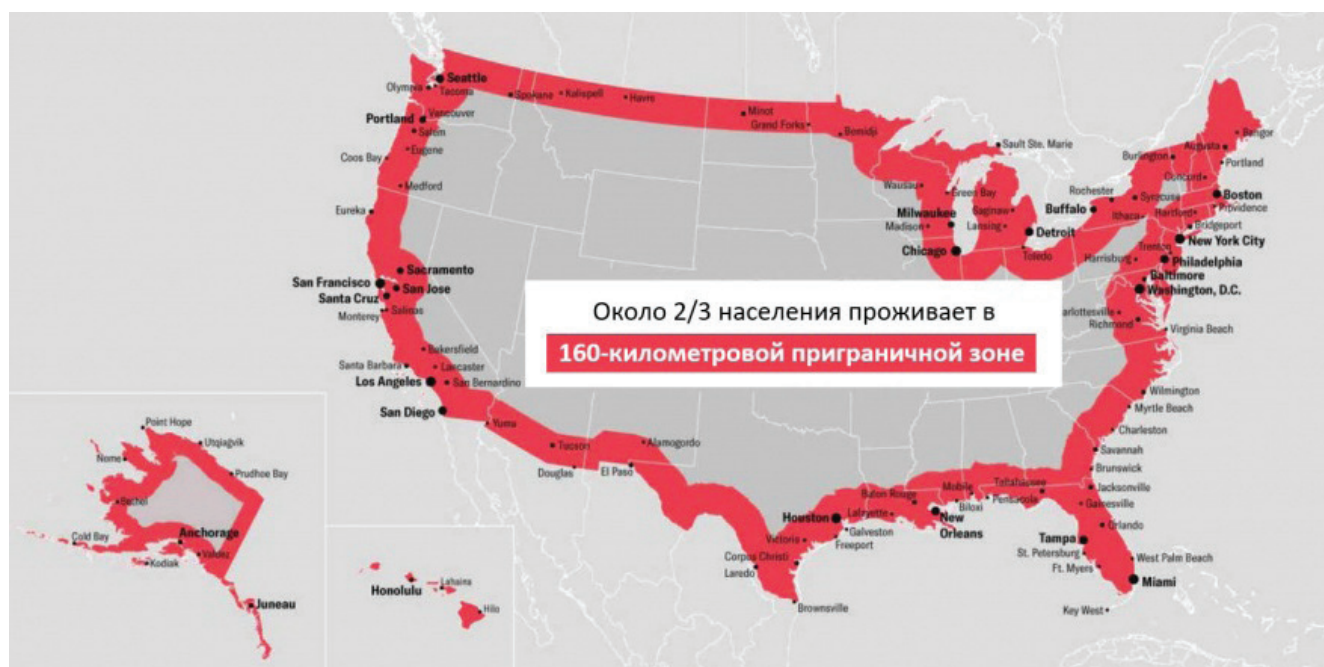 Seattle
Olympia
Tacoma
Spokane
Kalispell
Havre
Minot
Grand Forks
Bemidji
Sault Ste. Marie
Portland
Vancouver
Salem
Eugene
Coos Bay
Medford
Eureka
Bangor
Augusta
Burlington
Portland
Concord
Rochester
Syracuse
Boston
Buffalo
Ithaca
Hartford
Providence
Bridgeport
Wausau
Green Bay
Milwaukee
Saginaw
Madison
Lansing
Detroit
Chicago
Toledo
New York City
Trenton
Harrisburg
Philadelphia
Baltimore
Washington, D.C.
Sacramento
San Francisco
San Jose
Santa Cruz
Salinas
Monterey
Около 2/3 населения проживает в
160-километровой приграничной зоне
arlottesville
Richmond
Virginia Beach
Bakersfield
Santa Barbara
Lancaster
Los Angeles
San Bernardino
San Diego
Yuma
Wilmington
Myrtle Beach
Charleston
Savannah
Brunswick
Tucson
Alamogordo
Douglas
El Paso
Jacksonville
Tallahassee
Mobile
Baton Rouge
Pensacola
Biloxi
Gainesville
Houston
Lafayette
New
Orleans
Orlando
Victoria
Galveston
Freeport
Tampa
St. Petersburg
West Palm Beach
Corpus Christi
Laredo
Ft. Myers
Miami
Brownsville
Key West
Point Hope
Utqiagvik
Nome
Prudhoe Bay
Bethel
Anchorage
Cold Bay
Valdez
Kodiak
Juneau
Honolulu
Lahaina
Hilo